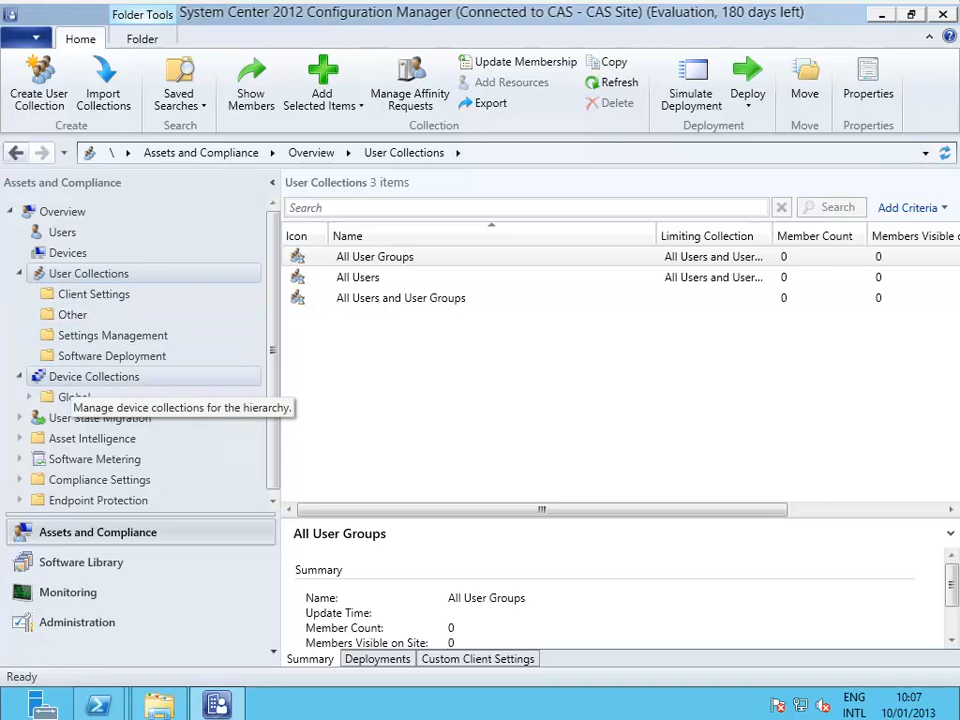 Folder Tools
System Center 2012 Configuration Manager (Connected to CAS - CAS Site) (Evaluation, 180 days left)
Home
Folder
Create User Collection
Import Collections
Saved Searches
Show Members
Add Selected Items
Manage Affinity Requests
Update Membership
Add Resources
Export
Copy
Refresh
Delete
Simulate Deployment
Deploy
Move
Properties
Create
Search
Collection
Deployment
Move
Properties
\ Assets and Compliance Overview User Collections
Assets and Compliance
Overview
Users
Devices
User Collections
Client Settings
Other
Settings Management
Software Deployment
Device Collections
Manage device collections for the hierarchy.
User State Migration
Asset Intelligence
Software Metering
Compliance Settings
Endpoint Protection
Assets and Compliance
Software Library
Monitoring
Administration
User Collections 3 items
Search
Search
Add Criteria
Icon Name Limiting Collection Member Count Members Visible
All User Groups All Users and User... 0 0
All Users All Users and User... 0 0
All Users and User Groups 0 0
All User Groups
Summary
Name: All User Groups
Update Time:
Member Count: 0
Members Visible on Site: 0
Summary Deployments Custom Client Settings
Ready
ENG
INTL
10:07
10/01/2013